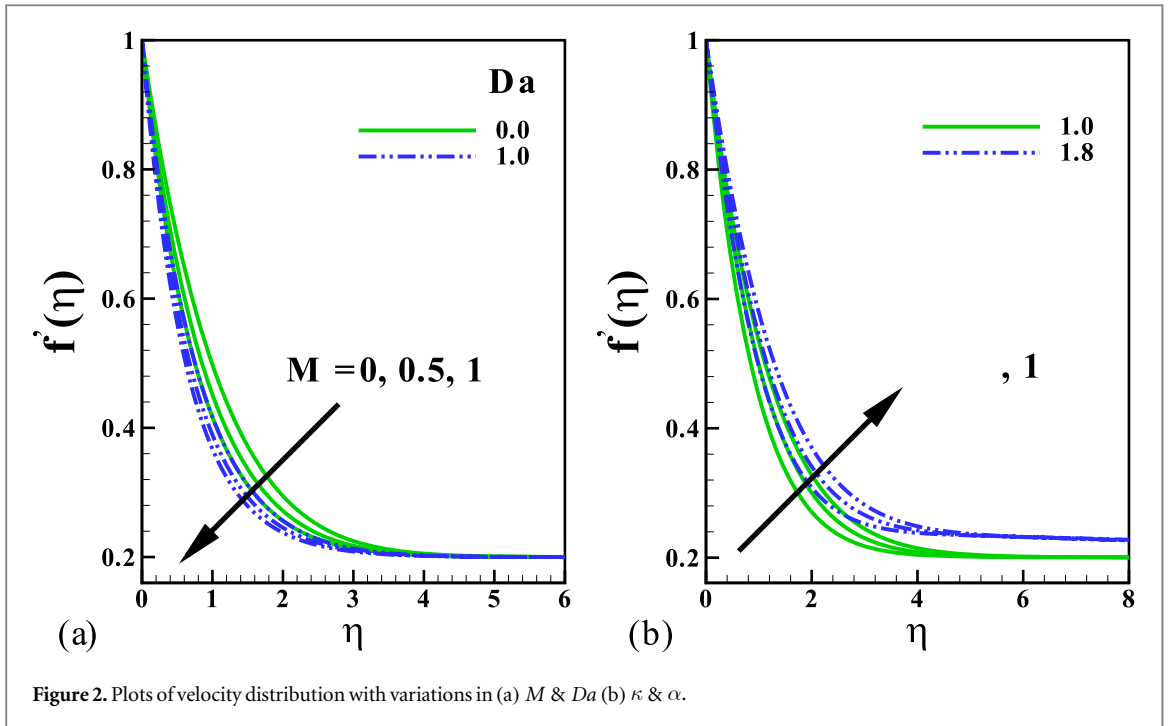 1
0.8
0.6
0.4
0.2
0 1 2 3 4 5 6
f’(η)
η
Da
0.0
1.0
M =0, 0.5, 1
(a)
1
0.8
0.6
0.4
0.2
0 2 4 6 8
f’(η)
η
1.0
1.8
, 1
(b)
Figure 2. Plots of velocity distribution with variations in (a) M & Da (b) κ & α.